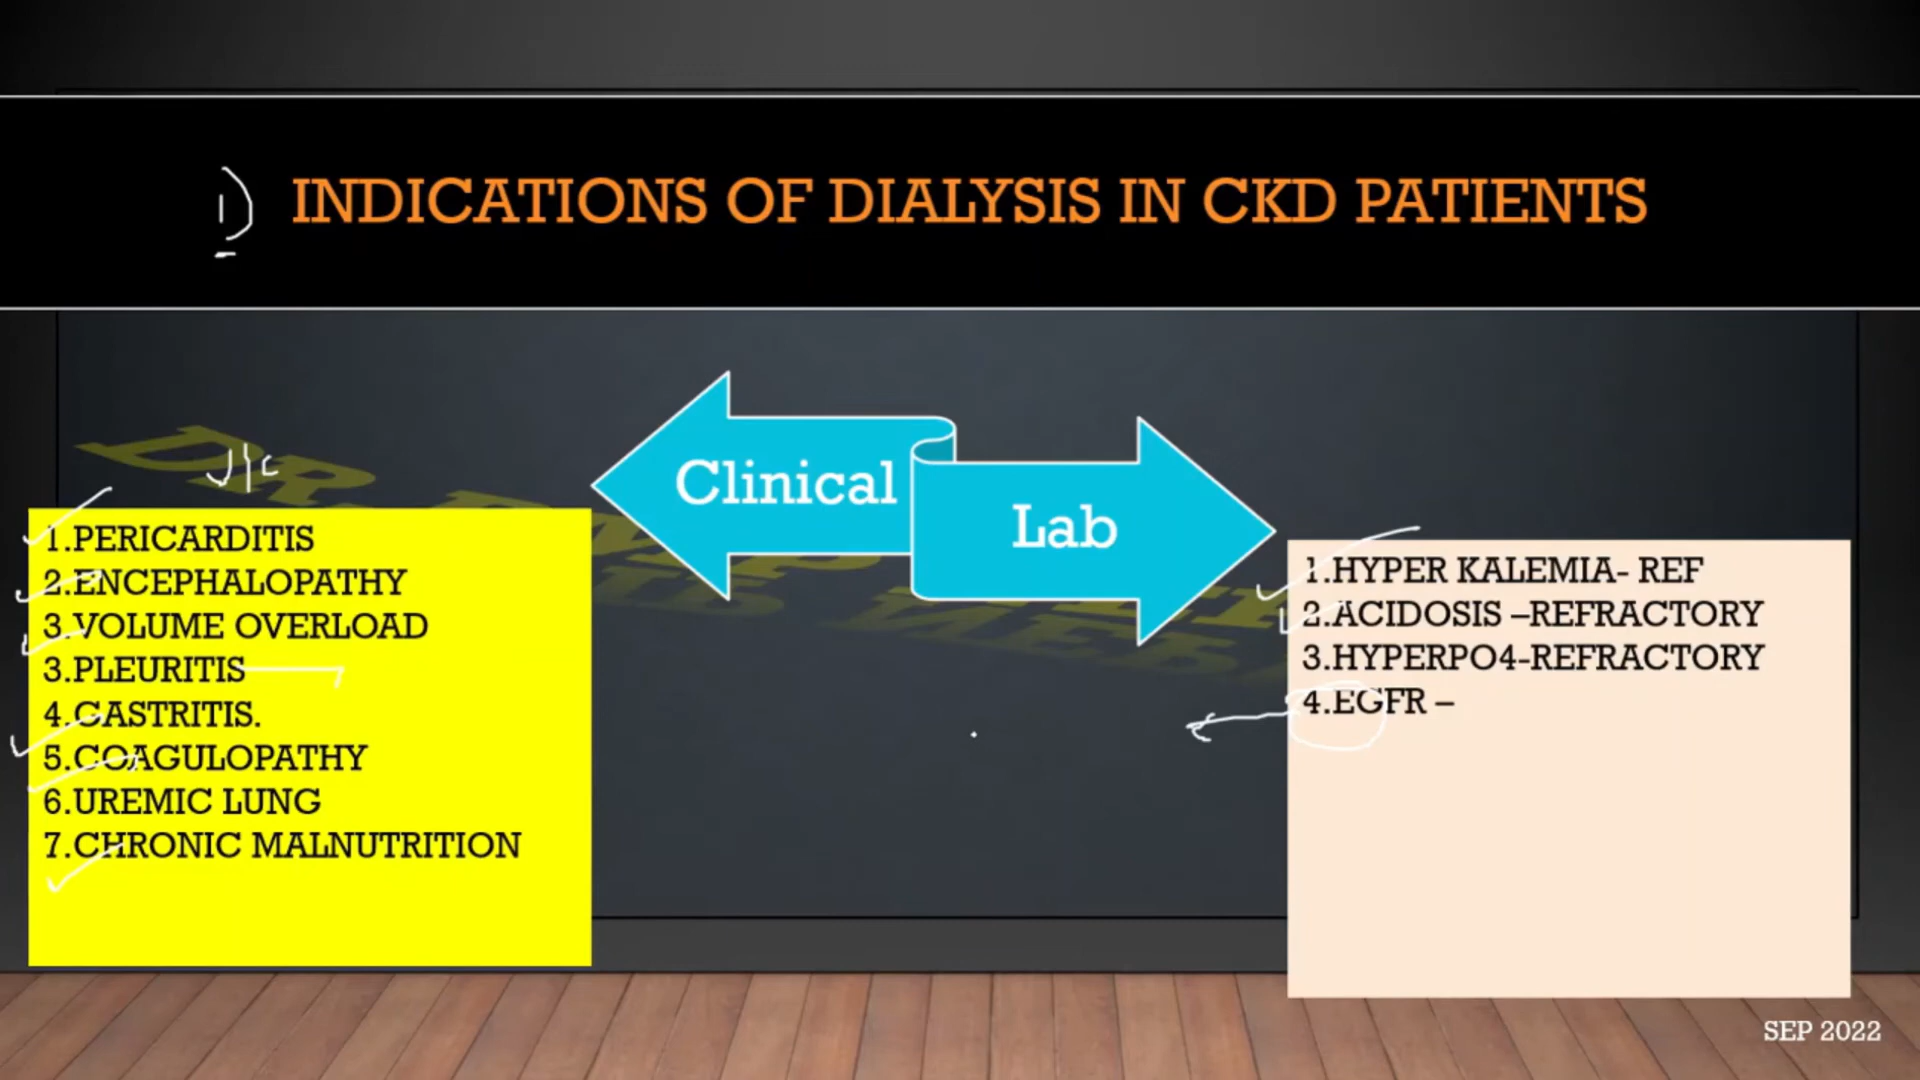 1)
INDICATIONS OF DIALYSIS IN CKD PATIENTS
Clinical
Lab
1.PERICARDITIS
2.ENCEPHALOPATHY
3.VOLUME OVERLOAD
3.PLEURITIS
4.GASTRITIS.
5.COAGULOPATHY
6.UREMIC LUNG
7.CHRONIC MALNUTRITION
1.HYPER KALEMIA- REF
2.ACIDOSIS –REFRACTORY
3.HYPERPO4-REFRACTORY
4.EGFR –
DR
SEP 2022